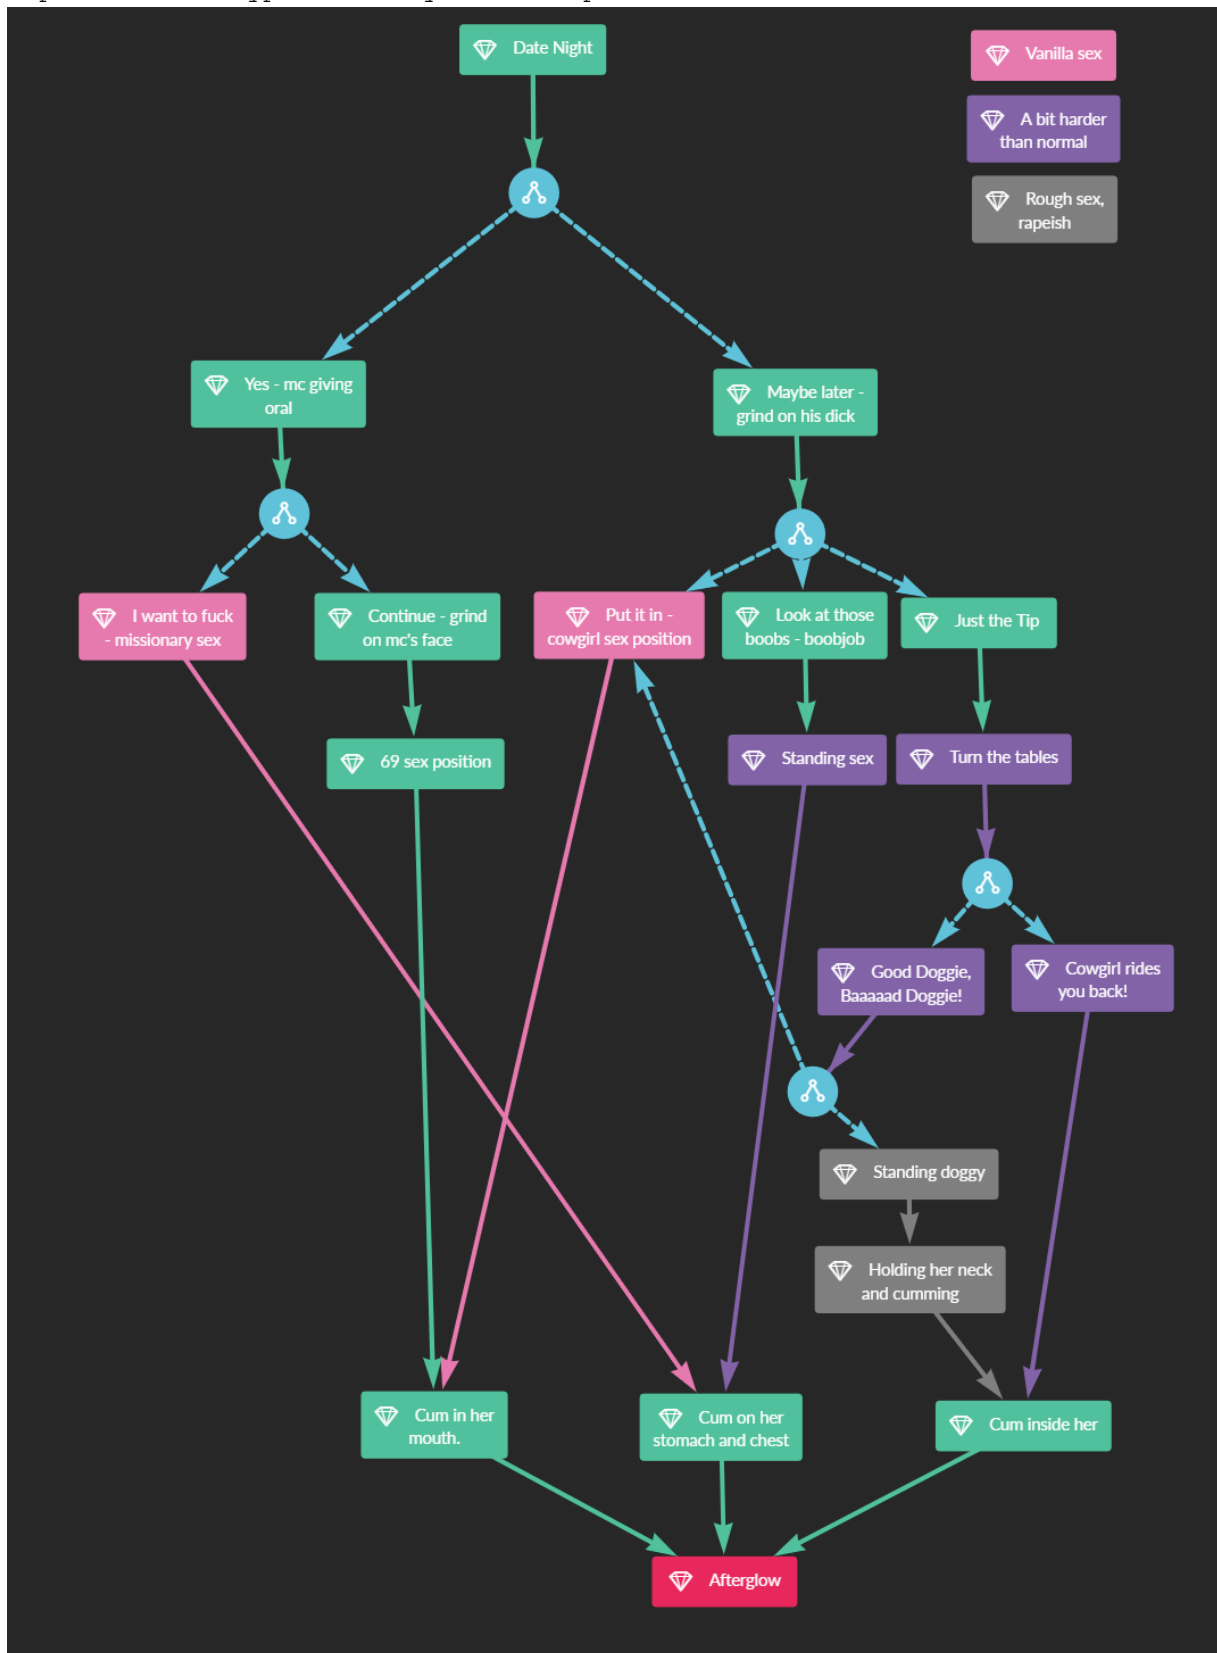 Date Night
Vanilla sex
A bit harder
than normal
Rough sex,
rapeish
Yes - mc giving
oral
Maybe later -
grind on his dick
I want to fuck
- missionary sex
Continue - grind
on mc's face
Put it in -
cowgirl sex position
Look at those
boobs - boobjob
Just the Tip
69 sex position
Standing sex
Turn the tables
Good Doggie,
Baaaaad Doggie!
Cowgirl rides
you back!
Standing doggy
Holding her neck
and cumming
Cum in her
mouth.
Cum on her
stomach and chest
Cum inside her
Afterglow